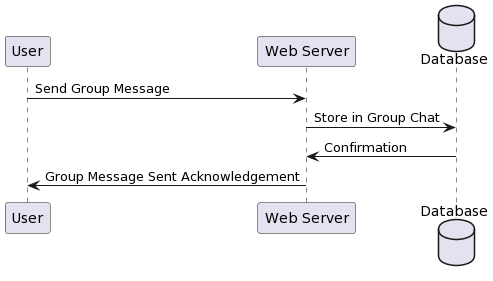 User
Web Server
Database
Send Group Message
Store in Group Chat
Confirmation
Group Message Sent Acknowledgement
User
Web Server
Database